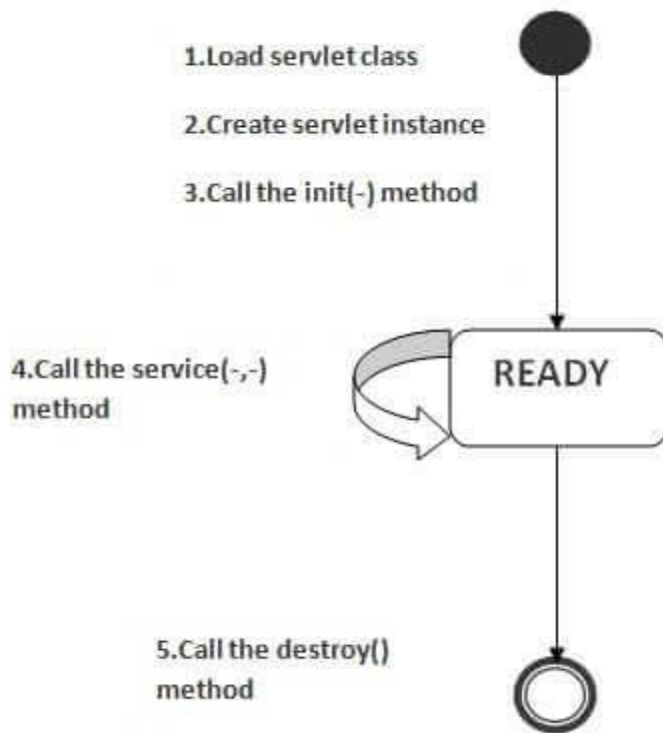 1.Load servlet class
2.Create servlet instance
3.Call the init(-) method
4.Call the service(-,-)
method
READY
5.Call the destroy()
method